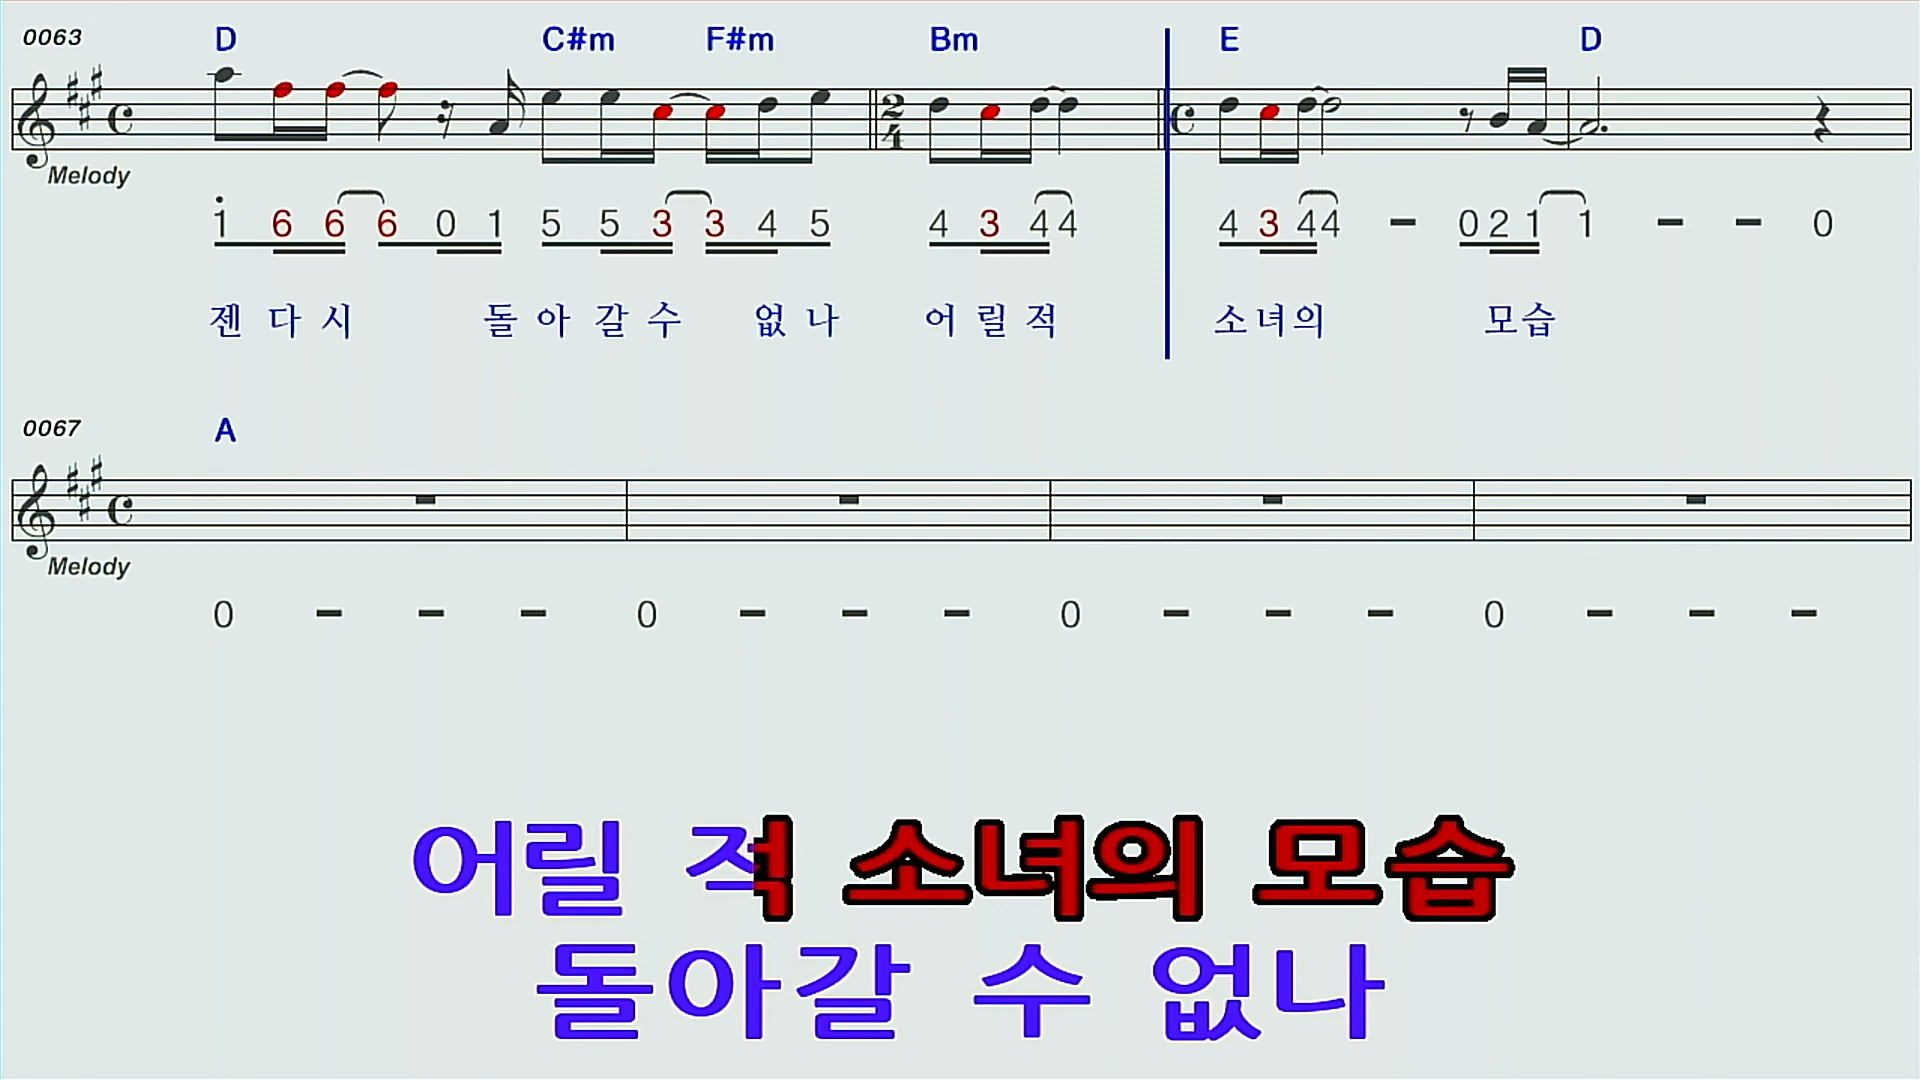 0063 D C#m F#m Bm E D
Melody
1 6 6 6 0 1 5 5 3 3 4 5 4 3 4 4 4 3 4 4 - 0 2 1 1 - - 0
젠 다 시 돌 아 갈 수 없 나 어 릴 적 소 녀 의 모 습
0067 A
Melody
0 - - - 0 - - - 0 - - - 0 - - -
어릴 적 소녀의 모습
돌아갈 수 없나